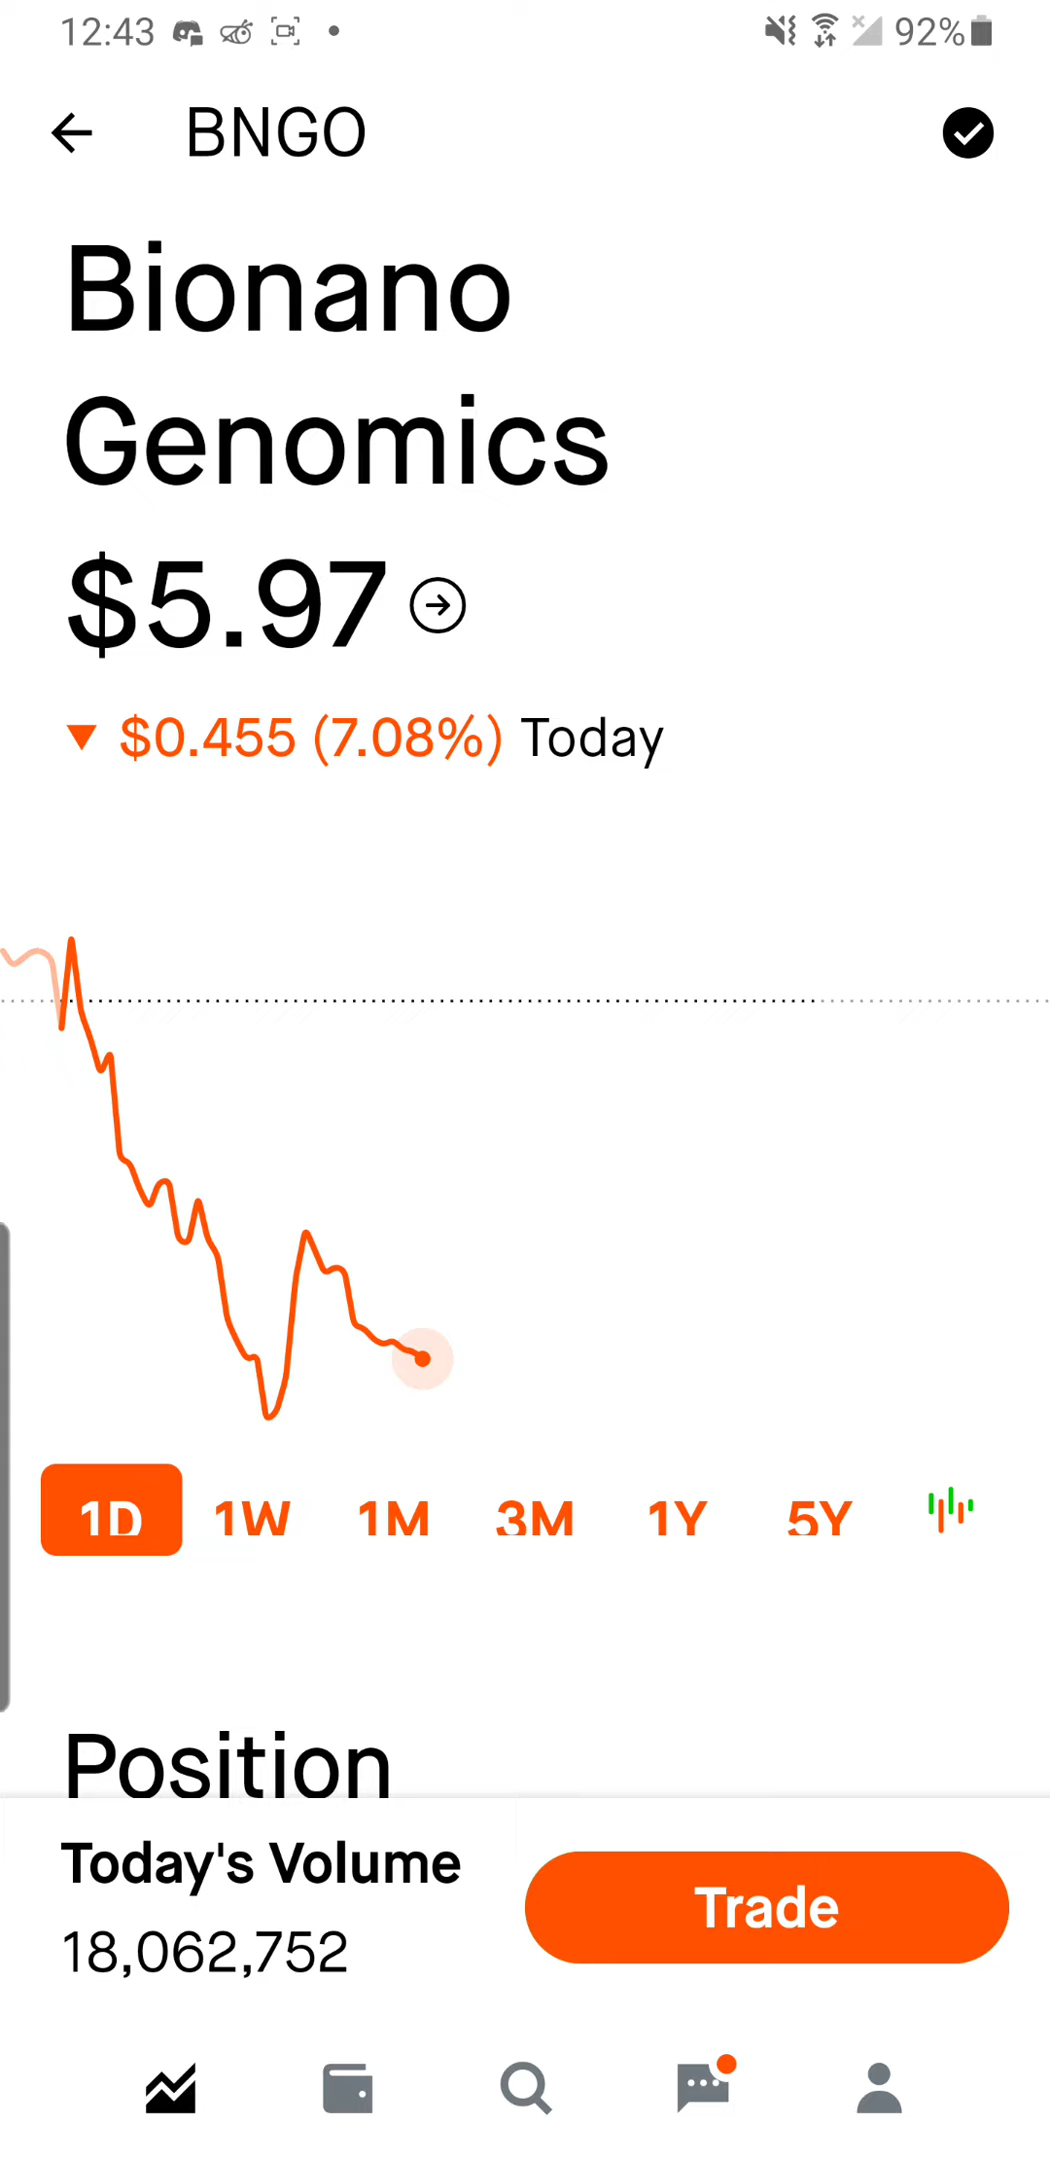 12:43 92%
BNGO
Bionano
Genomics
$5.97
$0.455 (7.08%) Today
1D 1W 1M 3M 1Y 5Y
Position
Today's Volume
Trade
18,062,752